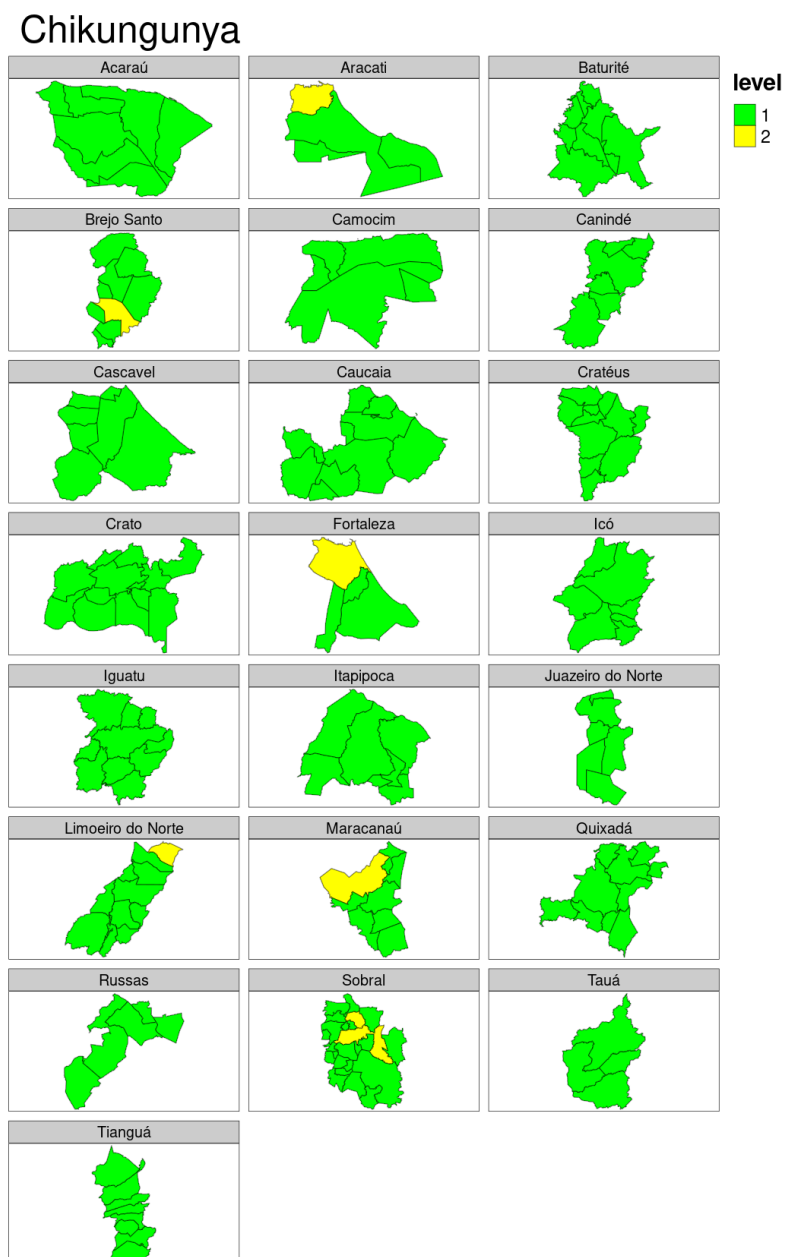 Chikungunya
Acaraú
Aracati
Baturité
level
1
2
Brejo Santo
Camocim
Canindé
Cascavel
Caucaia
Cratéus
Crato
Fortaleza
Icó
Iguatu
Itapipoca
Juazeiro do Norte
Limoeiro do Norte
Maracanaú
Quixadá
Russas
Sobral
Tauá
Tianguá